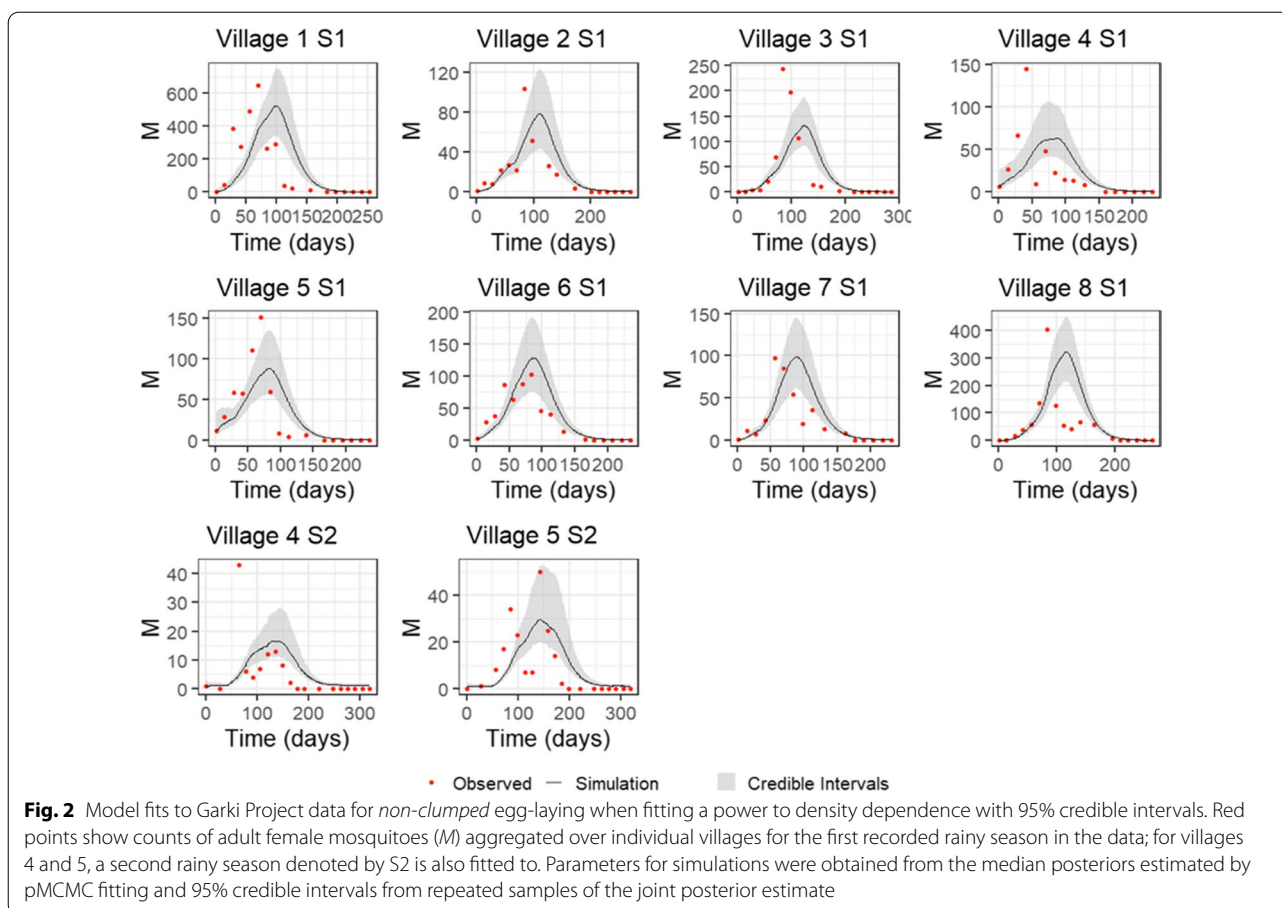 Village 1 S1
Village 2 S1
Village 3 S1
Village 4 S1
M
600
400
200
0
0 50 100 150200250
Time (days)
M
120
80
40
0
0 100 200
Time (days)
M
250
200
150
100
50
0
0 100 200 300
Time (days)
M
150
100
50
0
0 50 100 150 200
Time (days)
Village 5 S1
Village 6 S1
Village 7 S1
Village 8 S1
M
150
100
50
0
0 50 100 150 200
Time (days)
M
200
150
100
50
0
0 50 100 150 200
Time (days)
M
150
100
50
0
0 50 100 150 200
Time (days)
M
400
300
200
100
0
0 100 200
Time (days)
Village 4 S2
Village 5 S2
M
40
30
20
10
0
0 100 200 300
Time (days)
M
40
20
0
0 100 200 300
Time (days)
Observed Simulation Credible Intervals
Fig. 2 Model fits to Garki Project data for non-clumped egg-laying when fitting a power to density dependence with 95% credible intervals. Red
points show counts of adult female mosquitoes (M) aggregated over individual villages for the first recorded rainy season in the data; for villages
4 and 5, a second rainy season denoted by S2 is also fitted to. Parameters for simulations were obtained from the median posteriors estimated by
pMCMC fitting and 95% credible intervals from repeated samples of the joint posterior estimate